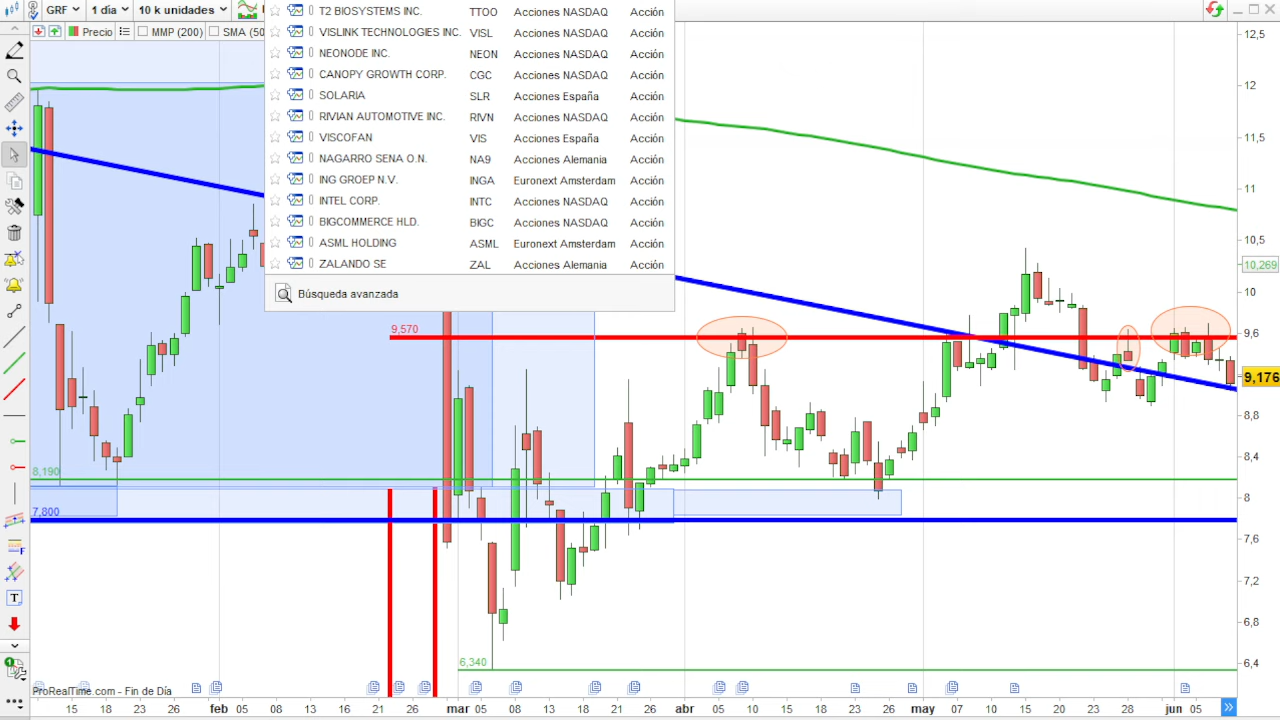 GRF 1 día 10 k unidades
Precio MMP (200) SMA (50
T2 BIOSYSTEMS INC. TTOO Acciones NASDAQ Acción
VISLINK TECHNOLOGIES INC. VISL Acciones NASDAQ Acción
NEONODE INC. NEON Acciones NASDAQ Acción
CANOPY GROWTH CORP. CGC Acciones NASDAQ Acción
SOLARIA SLR Acciones España Acción
RIVIAN AUTOMOTIVE INC. RIVN Acciones NASDAQ Acción
VISCOFAN VIS Acciones España Acción
NAGARRO SENA O.N. NA9 Acciones Alemania Acción
ING GROEP N.V. INGA Euronext Amsterdam Acción
INTEL CORP. INTC Acciones NASDAQ Acción
BIGCOMMERCE HLD. BIGC Acciones NASDAQ Acción
ASML HOLDING ASML Euronext Amsterdam Acción
ZALANDO SE ZAL Acciones Alemania Acción
Búsqueda avanzada
12,5
12
11,5
11
10,5
10,269
10
9,6
9,176
8,8
8,4
8
7,6
7,2
6,8
6,4
9,570
8,190
7,800
6,340
ProRealTime.com - Fin de Día
15 18 23 26 feb 05 08 13 16 21 26 mar 05 08 13 18 21 26 abr 05 10 15 18 23 26 may 07 10 15 20 23 28 jun 05